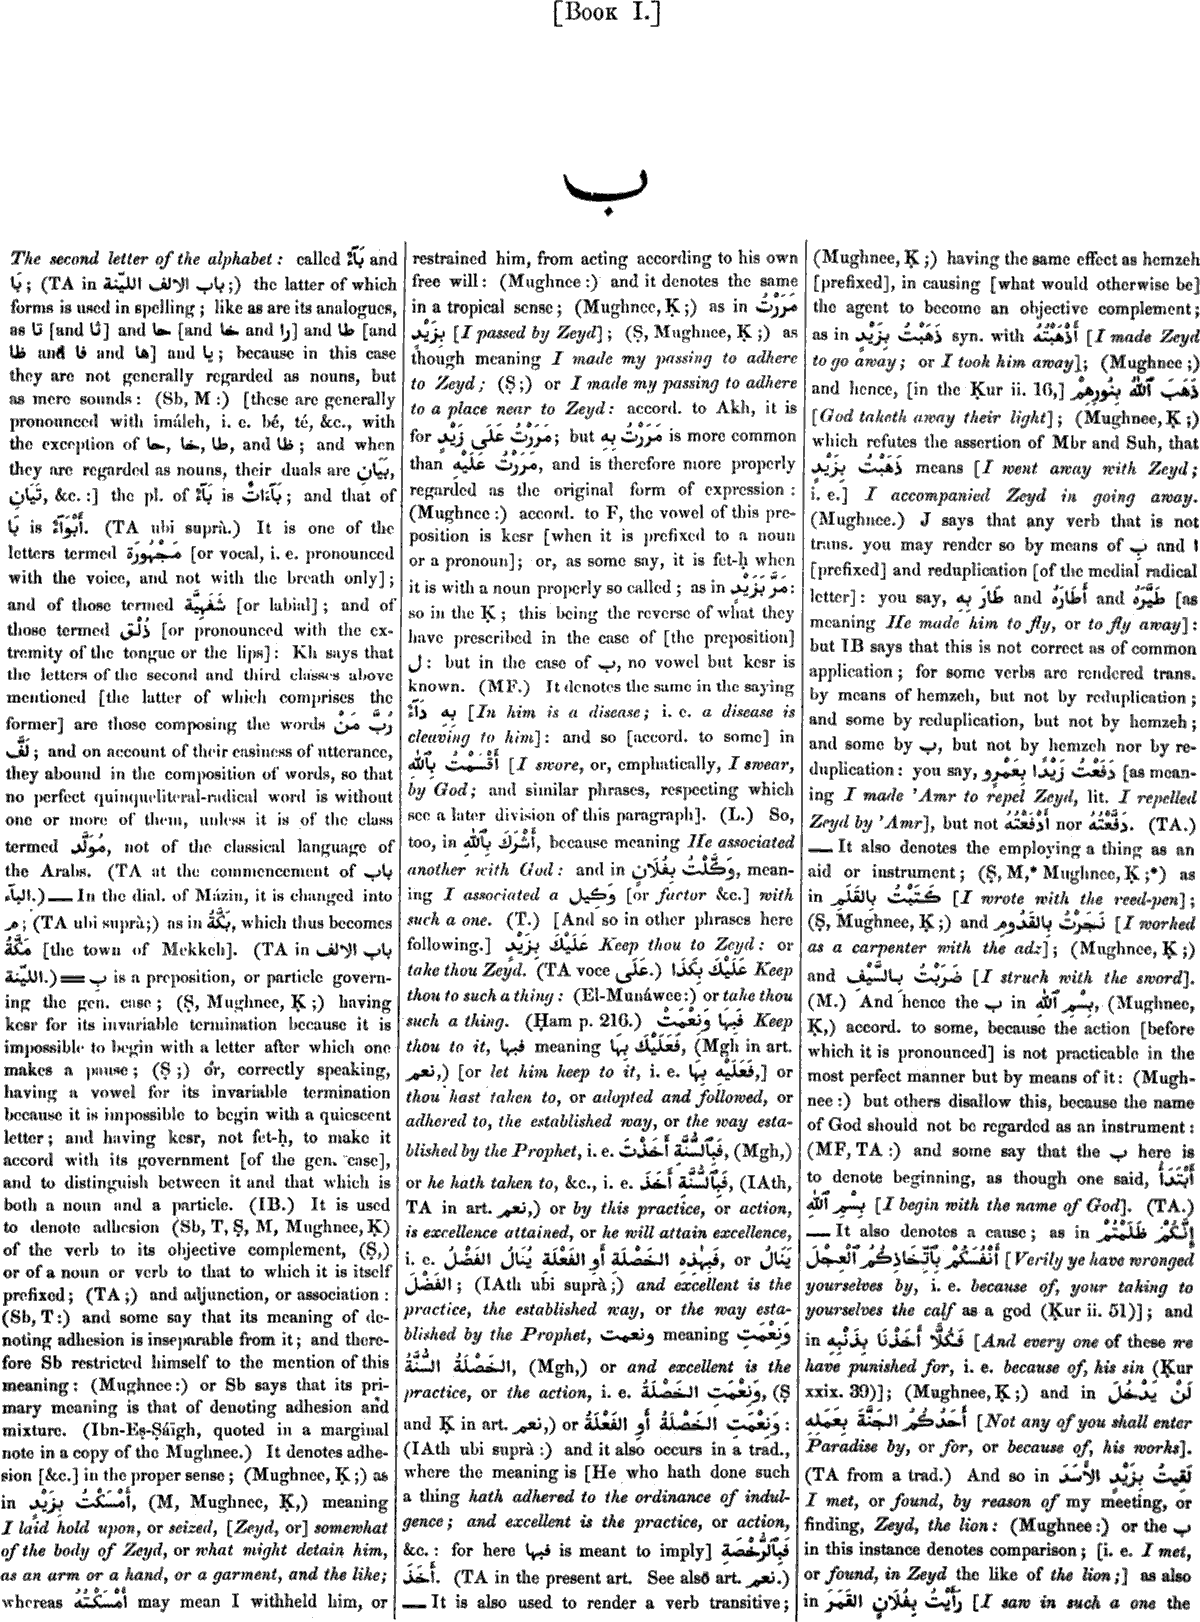 [Book I.]
ب
The second letter of the alphabet: called بَآءٌ and
بَا; (TA in باب الالف الليّنة;) the latter of which
forms is used in spelling; like as are its analogues,
as تا [and ثا] and حا [and خا and را] and طا [and
ظا and فا and ها] and يا; because in this case
they are not generally regarded as nouns, but
as mere sounds: (Sb, M:) [these are generally
pronounced with imáleh, i. e. bé, té, &c., with
the exception of حا, خا, طا, and ظا; and when
they are regarded as nouns, their duals are بَيَانِ,
تَيَانِ, &c.:] the pl. of بَآءٌ is بَآءَاتٌ; and that of
بَا is أَبْوَآءٌ. (TA ubi suprà.) It is one of the
letters termed مَجْهُورَة [or vocal, i. e. pronounced
with the voice, and not with the breath only];
and of those termed شَفَهِيَّة [or labial]; and of
those termed ذُلْق [or pronounced with the ex-
tremity of the tongue or the lips]: Kh says that
the letters of the second and third classes above
mentioned [the latter of which comprises the
former] are those composing the words رُبَّ مَنْ
لَفَّ; and on account of their easiness of utterance,
they abound in the composition of words, so that
no perfect quinqueliteral-radical word is without
one or more of them, unless it is of the class
termed مُوَلَّد, not of the classical language of
the Arabs. (TA at the commencement of باب
البآء.) — In the dial. of Mázin, it is changed into
م; (TA ubi suprà;) as in بَكَّةُ, which thus becomes
مَكَّةُ [the town of Mekkeh]. (TA in باب الالف
الليّنة.) = بِ is a preposition, or particle govern-
ing the gen. case; (Ṣ, Mughnee, Ḳ;) having
kesr for its invariable termination because it is
impossible to begin with a letter after which one
makes a pause; (Ṣ;) or, correctly speaking,
having a vowel for its invariable termination
because it is impossible to begin with a quiescent
letter; and having kesr, not fet-ḥ, to make it
accord with its government [of the gen. case],
and to distinguish between it and that which is
both a noun and a particle. (IB.) It is used
to denote adhesion (Sb, T, Ṣ, M, Mughnee, Ḳ)
of the verb to its objective complement, (Ṣ,)
or of a noun or verb to that to which it is itself
prefixed; (TA;) and adjunction, or association:
(Sb, T:) and some say that its meaning of de-
noting adhesion is inseparable from it; and there-
fore Sb restricted himself to the mention of this
meaning: (Mughnee:) or Sb says that its pri-
mary meaning is that of denoting adhesion and
mixture. (Ibn-Eṣ-Ṣáïgh, quoted in a marginal
note in a copy of the Mughnee.) It denotes adhe-
sion [&c.] in the proper sense; (Mughnee, Ḳ;) as
in أَمْسَكْتُ بِزَيْدٍ, (M, Mughnee, Ḳ,) meaning
I laid hold upon, or seized, [Zeyd, or] somewhat
of the body of Zeyd, or what might detain him,
as an arm or a hand, or a garment, and the like;
whereas أَمْسَكْتُهُ may mean I withheld him, or
restrained him, from acting according to his own
free will: (Mughnee:) and it denotes the same
in a tropical sense; (Mughnee, Ḳ;) as in مَرَرْتُ
بِزَيْدٍ [I passed by Zeyd]; (Ṣ, Mughnee, Ḳ;) as
though meaning I made my passing to adhere
to Zeyd; (Ṣ;) or I made my passing to adhere
to a place near to Zeyd: accord. to Akh, it is
for مَرَرْتُ عَلَى زَيْدٍ; but مَرَرْتُ بِهِ is more common
than مَرَرْتُ عَلَيْهِ, and is therefore more properly
regarded as the original form of expression:
(Mughnee:) accord. to F, the vowel of this pre-
position is kesr [when it is prefixed to a noun
or a pronoun]; or, as some say, it is fet-ḥ when
it is with a noun properly so called; as in مَرَّ بَزَيْدٍ:
so in the Ḳ; this being the reverse of what they
have prescribed in the case of [the preposition]
ل: but in the case of ب, no vowel but kesr is
known. (MF.) It denotes the same in the saying
بِهِ دَآءٌ [In him is a disease; i. e. a disease is
cleaving to him]: and so [accord. to some] in
أَقْسَمْتُ بِٱللّٰهِ [I swore, or, emphatically, I swear,
by God; and similar phrases, respecting which
see a later division of this paragraph]. (L.) So,
too, in أَشْرَكَ بِٱللّٰهِ, because meaning He associated
another with God: and in وَكَّلْتُ بِفُلَانٍ, mean-
ing I associated a وَكِيل [or factor &c.] with
such a one. (T.) [And so in other phrases here
following.] عَلَيْكَ بِزَيْدٍ Keep thou to Zeyd: or
take thou Zeyd. (TA voce عَلَى.) عَلَيْكَ بِكَذَا Keep
thou to such a thing: (El-Munáwee:) or take thou
such a thing. (Ḥam p. 216.) فَبِهَا وَنَعْمَتْ Keep
thou to it, فبها meaning فَعَلَيْكَ بِهَا, (Mgh in art.
نعم,) [or let him keep to it, i. e. فَعَلَيْهِ بِهَا,] or
thou hast taken to, or adopted and followed, or
adhered to, the established way, or the way esta-
blished by the Prophet, i. e. فَبِٱلسُّنَّةِ أَخَذْتَ, (Mgh,)
or he hath taken to, &c., i. e. فَبِٱلسُّنَّةِ أَخَذَ, (IAth,
TA in art. نعم,) or by this practice, or action,
is excellence attained, or he will attain excellence,
i. e. فَبِهٰذِهِ الخَصْلَةِ أَوِ الفَعْلَةِ يُنَالُ الفَضْلُ, or يَنَالُ
الفَضْلَ; (IAth ubi suprà;) and excellent is the
practice, the established way, or the way esta-
blished by the Prophet, ونعمت meaning وَنِعْمَتِ
الخَصْلَةُ السُّنَّةُ, (Mgh,) or and excellent is the
practice, or the action, i. e. وَنِعْمَتِ الخَصْلَةُ, (Ṣ
and Ḳ in art. نعم,) or وَنِعْمَتِ الخَصْلَةُ أَوِ الفَعْلَةُ:
(IAth ubi suprà:) and it also occurs in a trad.,
where the meaning is [He who hath done such
a thing hath adhered to the ordinance of indul-
gence; and excellent is the practice, or action,
&c.: for here فبها is meant to imply] فَبِٱلرُّخْصَةِ
أَخَذَ. (TA in the present art. See also art. نعم.)
— It is also used to render a verb transitive;
(Mughnee, Ḳ;) having the same effect as hemzeh
[prefixed], in causing [what would otherwise be]
the agent to become an objective complement;
as in ذَهَبْتُ بِزَيْدٍ syn. with أَذْهَبْتُهُ [I made Zeyd
to go away; or I took him away]; (Mughnee;)
and hence, [in the Ḳur ii. 16,] ذَهَبَ ٱللّٰهُ بِنُورِهِمْ
[God taketh away their light]; (Mughnee, Ḳ;)
which refutes the assertion of Mbr and Suh, that
ذَهَبْتُ بِزَيْدٍ means [I went away with Zeyd;
i. e.] I accompanied Zeyd in going away.
(Mughnee.) J says that any verb that is not
trans. you may render so by means of بِ and ا
[prefixed] and reduplication [of the medial radical
letter]: you say, طَارَ بِهِ and أَطَارَهُ and طَيَّرَهُ [as
meaning He made him to fly, or to fly away]:
but IB says that this is not correct as of common
application; for some verbs are rendered trans.
by means of hemzeh, but not by reduplication;
and some by reduplication, but not by hemzeh;
and some by ب, but not by hemzeh nor by re-
duplication: you say, دَفَعْتُ زَيْدًا بِعَمْرٍو [as mean-
ing I made 'Amr to repel Zeyd, lit. I repelled
Zeyd by 'Amr], but not أَدْفَعْتُهُ nor دَفَّعْتُهُ. (TA.)
— It also denotes the employing a thing as an
aid or instrument; (Ṣ, M,* Mughnee, Ḳ;*) as
in كَتَبْتُ بِالقَلَمِ [I wrote with the reed-pen];
(Ṣ, Mughnee, Ḳ;) and نَجَرْتُ بِالقَدُومِ [I worked
as a carpenter with the adz]; (Mughnee, Ḳ;)
and ضَرَبْتُ بِالسَّيْفِ [I struck with the sword].
(M.) And hence the ب in بِسْمِ ٱللّٰهِ, (Mughnee,
Ḳ,) accord. to some, because the action [before
which it is pronounced] is not practicable in the
most perfect manner but by means of it: (Mugh-
nee:) but others disallow this, because the name
of God should not be regarded as an instrument:
(MF, TA:) and some say that the ب here is
to denote beginning, as though one said, أَبْتَدَأُ
بِسْمِ ٱللّٰهِ [I begin with the name of God]. (TA.)
— It also denotes a cause; as in إِنَّكُمْ ظَلَمْتُمْ
أَنْفُسَكُمْ بِٱتِّخَاذِكُمُ ٱلْعِجْلَ [Verily ye have wronged
yourselves by, i. e. because of, your taking to
yourselves the calf as a god (Ḳur ii. 51)]; and
in فَكُلًّا أَخَذْنَا بِذَنْبِهِ [And every one of these we
have punished for, i. e. because of, his sin (Ḳur
xxix. 39)]; (Mughnee, Ḳ;) and in لَنْ يَدْخُلَ
أَحَدُكُمُ الجَنَّةَ بِعَمَلِهِ [Not any of you shall enter
Paradise by, or for, or because of, his works].
(TA from a trad.) And so in لَقِيتُ بِزَيْدٍ الأَسَدَ
I met, or found, by reason of my meeting, or
finding, Zeyd, the lion: (Mughnee:) or the ب
in this instance denotes comparison; [i. e. I met,
or found, in Zeyd the like of the lion;] as also
in رَأَيْتُ بِفُلَانٍ القَمَرَ [I saw in such a one the